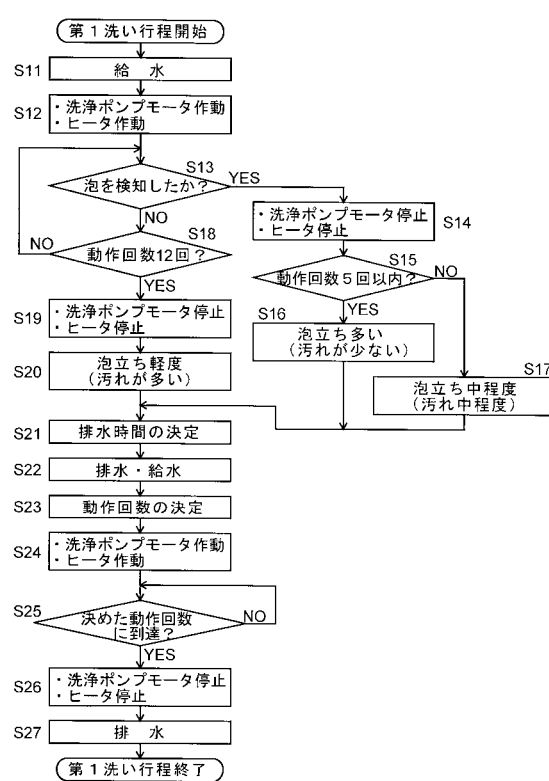 第1洗い行程開始
S11
給 水
S12
・洗浄ポンプモータ作動
・ヒータ作動
S13
泡を検知したか?
YES
NO
S14
・洗浄ポンプモータ停止
・ヒータ停止
S18
動作回数12回?
NO
YES
S15
動作回数5回以内?
NO
YES
S16
泡立ち多い
(汚れが少ない)
S17
泡立ち中程度
(汚れ中程度)
S19
・洗浄ポンプモータ停止
・ヒータ停止
S20
泡立ち軽度
(汚れが多い)
S21
排水時間の決定
S22
排水・給水
S23
動作回数の決定
S24
・洗浄ポンプモータ作動
・ヒータ作動
S25
決めた動作回数
に到達?
NO
YES
S26
・洗浄ポンプモータ停止
・ヒータ停止
S27
排 水
第1洗い行程終了